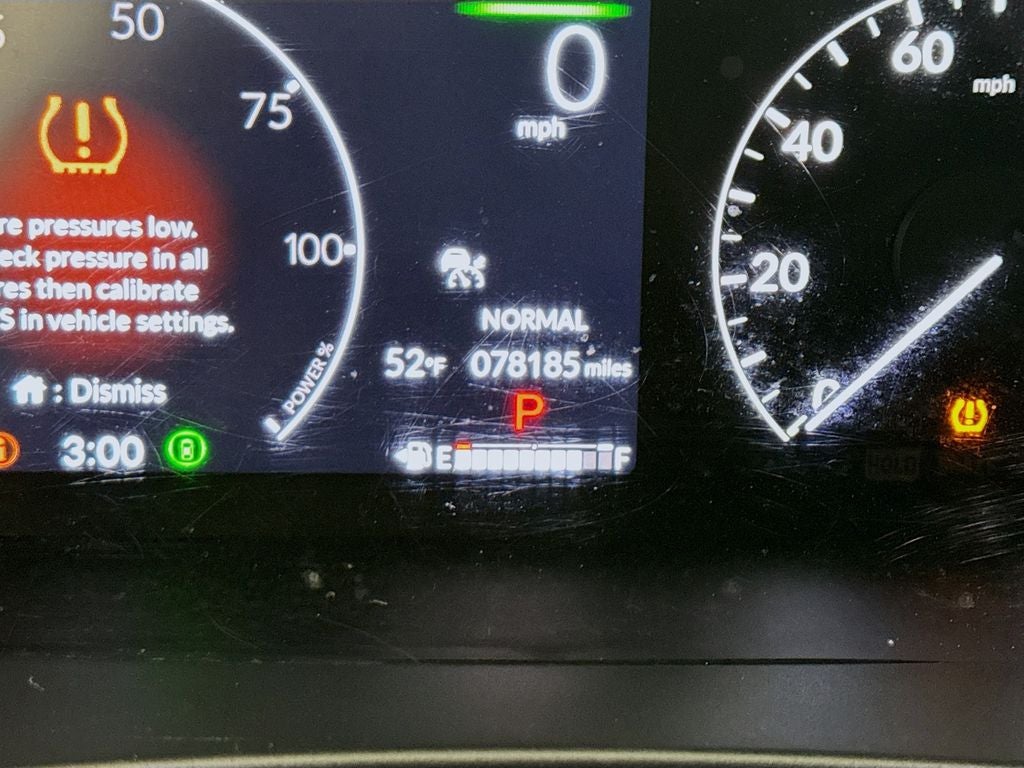 50
75
100
POWER %
re pressures low.
eck pressure in all
res then calibrate
S in vehicle settings.
: Dismiss
3:00
0
mph
NORMAL
52°F 078185 miles
P
E F
60
mph
40
20
0
HOLD